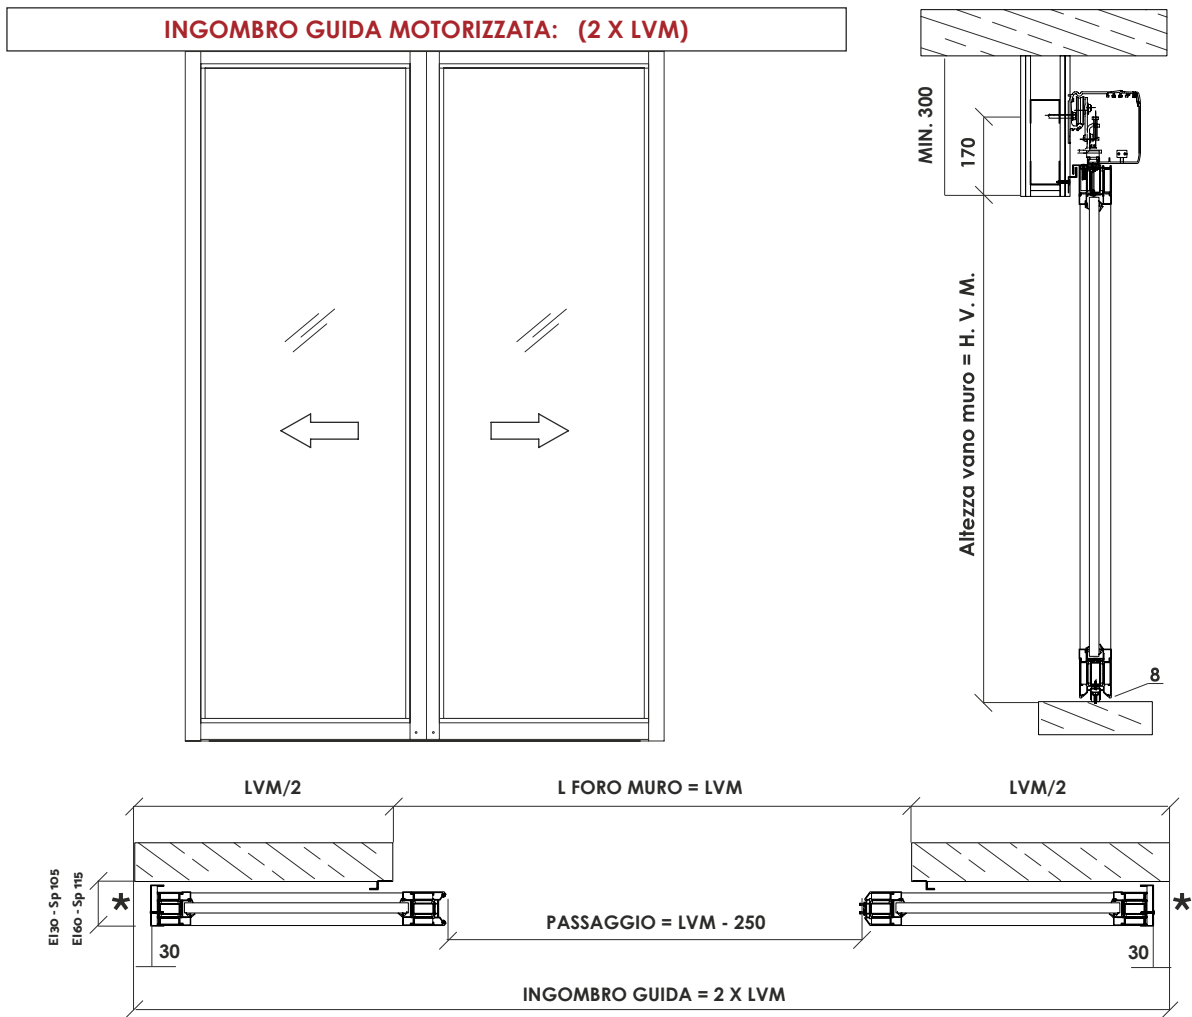 INGOMBRO GUIDA MOTORIZZATA: (2 X LVM)
MIN. 300
170
Altezza vano muro = H. V. M.
8
LVM/2
L FORO MURO = LVM
LVM/2
EI30 - Sp 105
EI60 - Sp 115
*
*
PASSAGGIO = LVM - 250
30
30
INGOMBRO GUIDA = 2 X LVM